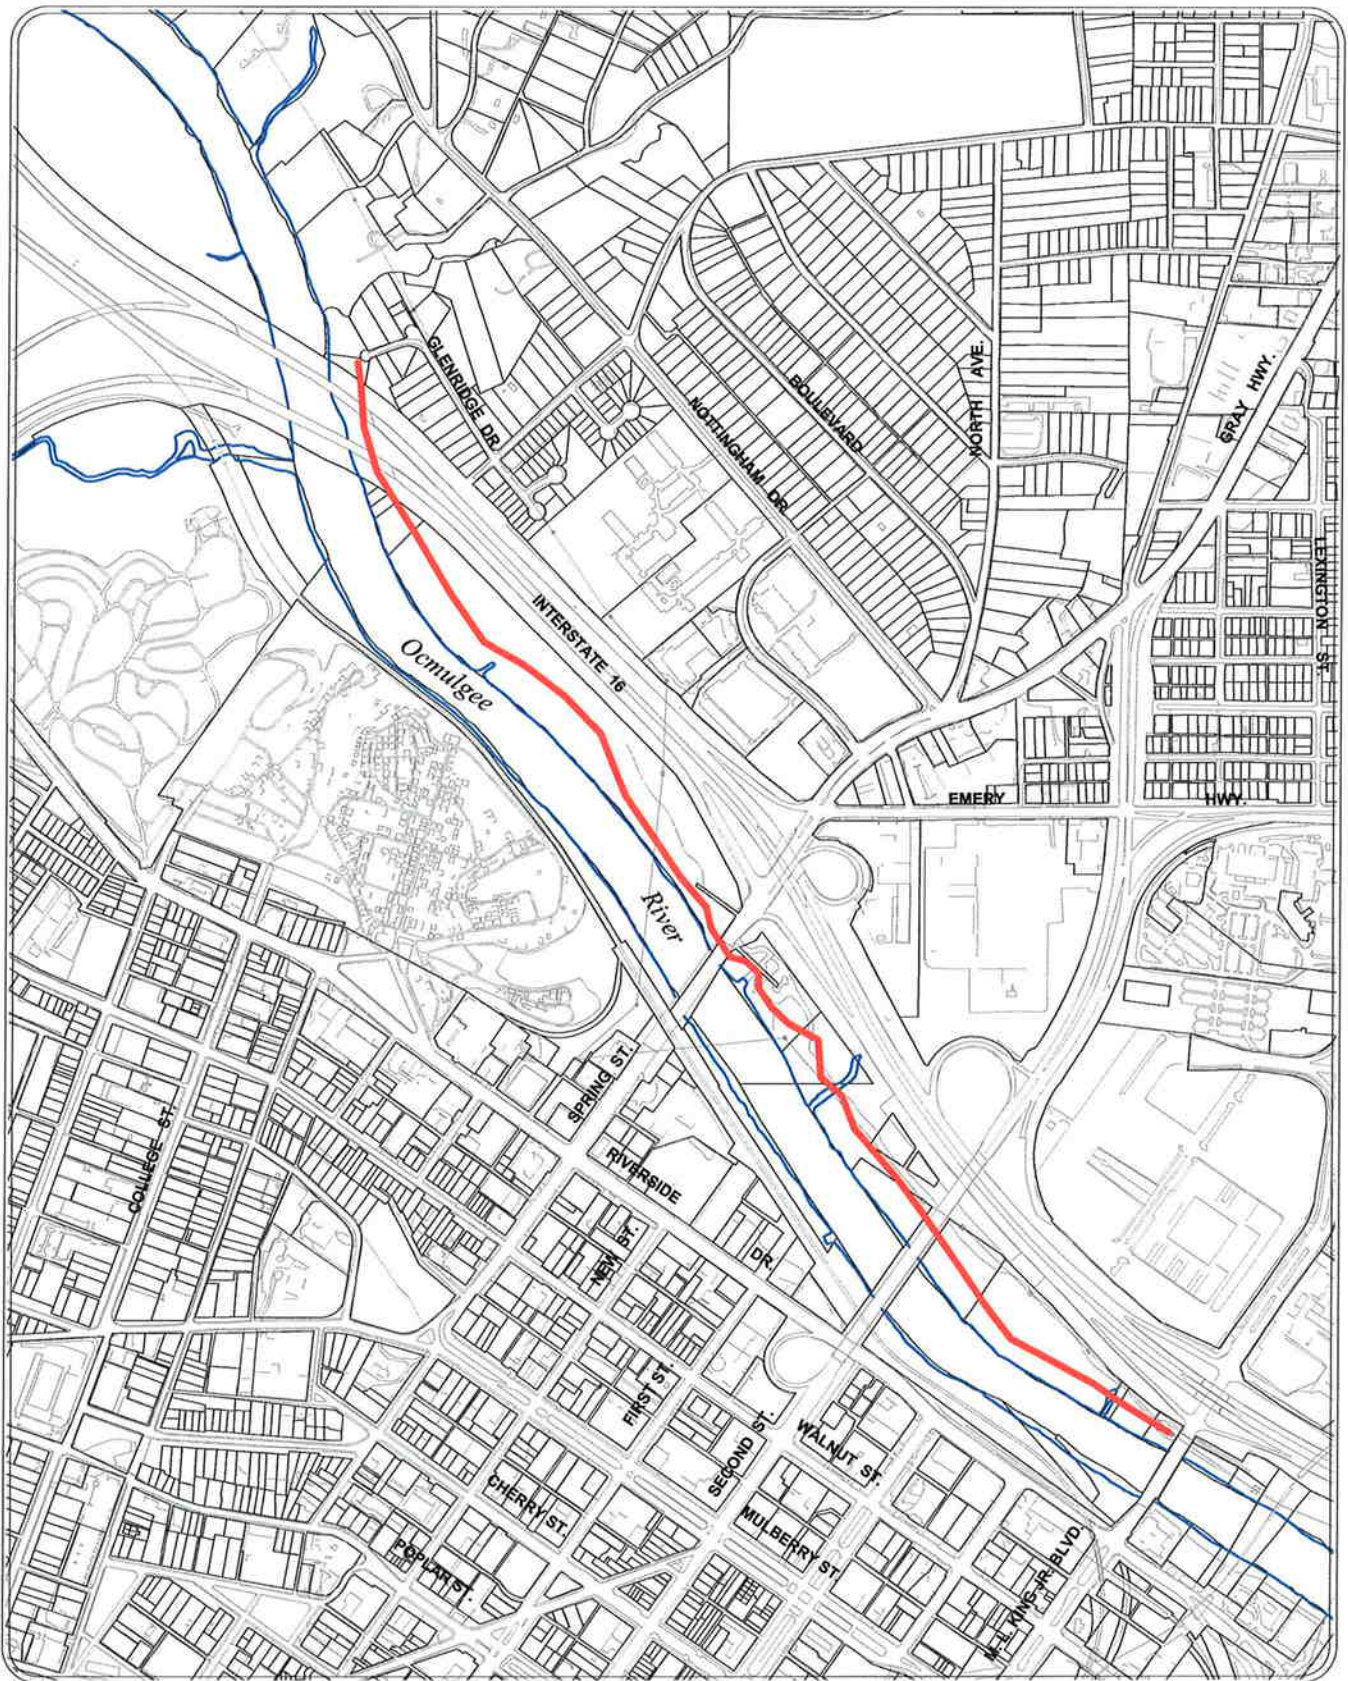 GLENRIDGE DR.
BOULEVARD
NORTH AVE.
GRAY HWY.
NOTTINGHAM DR.
LEXINGTON ST.
INTERSTATE 16
Ocmulgee
River
EMERY HWY.
SPRING ST.
COLLEGE ST.
RIVERSIDE DR.
NEW ST.
FIRST ST.
SECOND ST.
WALNUT ST.
CHERRY ST.
MULBERRY ST.
POPLAR ST.
M. L. KING, JR. BLVD.